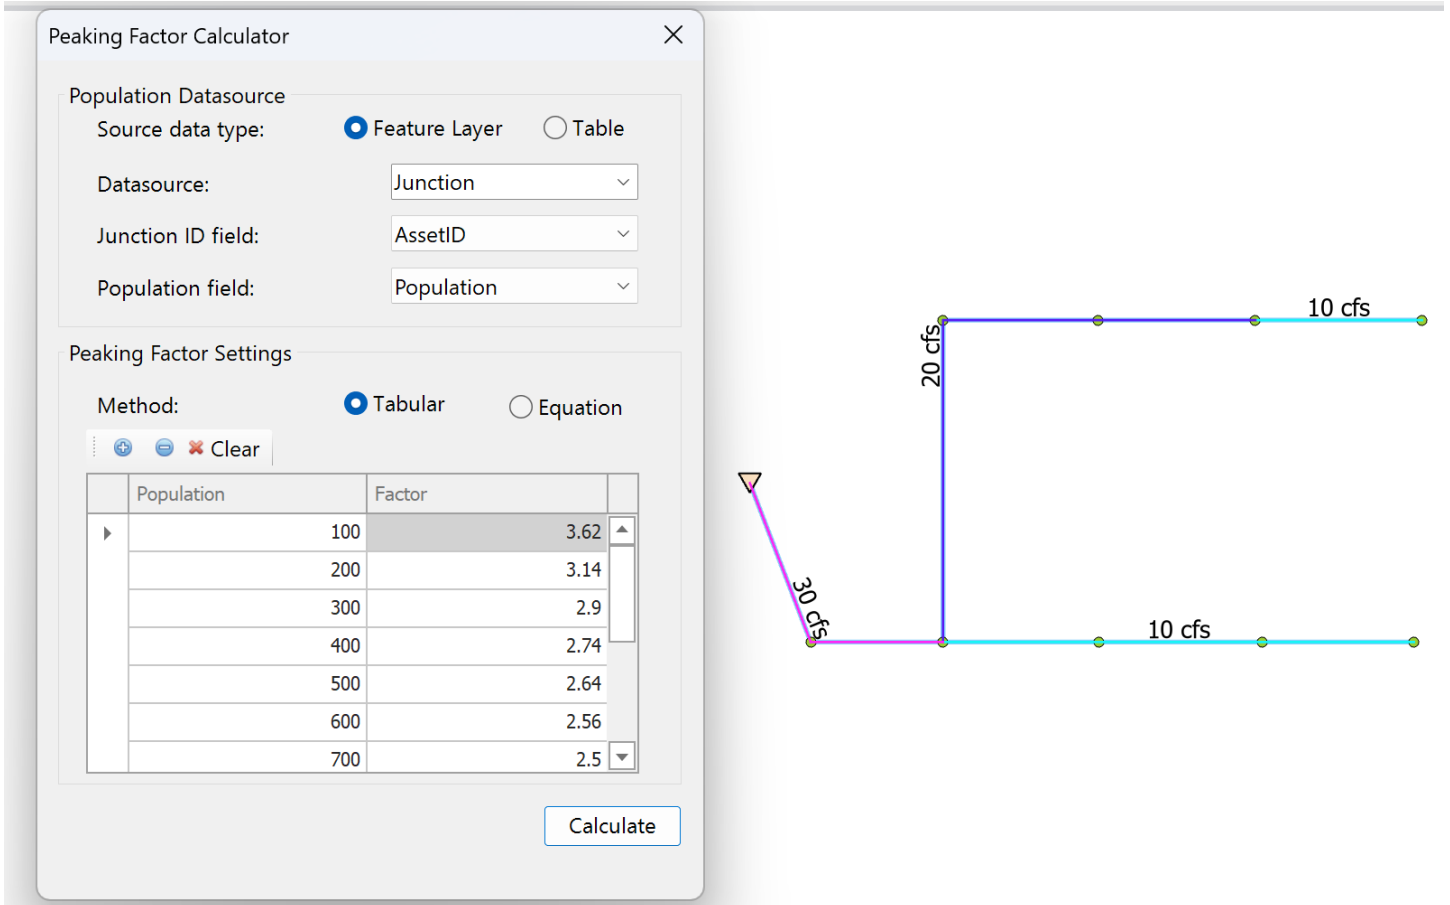 Peaking Factor Calculator
Population Datasource
Source data type: Feature Layer Table
Datasource: Junction
Junction ID field: AssetID
Population field: Population
Peaking Factor Settings
Method: Tabular Equation
Clear
Population Factor
100 3.62
200 3.14
300 2.9
400 2.74
500 2.64
600 2.56
700 2.5
Calculate
10 cfs
20 cfs
30 cfs
10 cfs